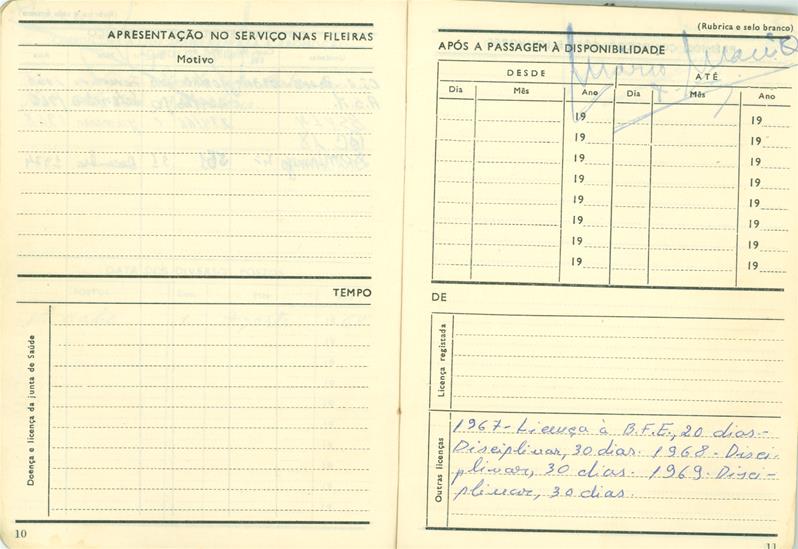 APRESENTAÇÃO NO SERVIÇO NAS FILEIRAS
Motivo
TEMPO
Doença e licença da junta de Saúde
10
(Rubrica e selo branco)
APÓS A PASSAGEM À DISPONIBILIDADE
DESDE ATÉ
Dia Mês Ano Dia Mês Ano
19 19
19 19
19 19
19 19
19 19
19 19
19 19
19 19
DE
Licença registada
Outras licenças
1967-Licença à B.F.E., 20 dias.-
Disciplinar, 30 dias. 1968-Disci-
plinar, 30 dias. 1969-Disci-
plinar, 30 dias.
11